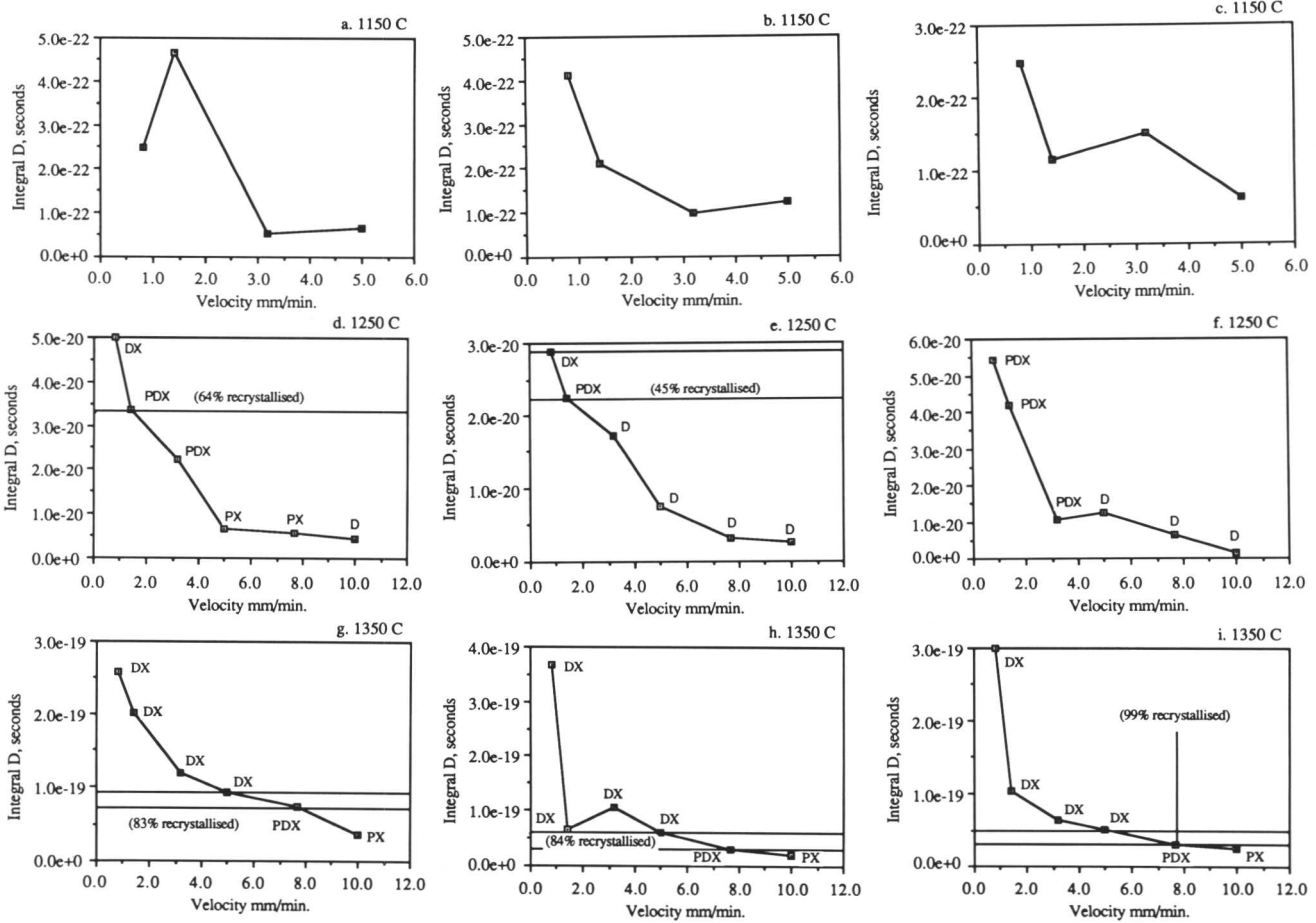 a. 1150 C
5.0e-22
4.0e-22
3.0e-22
2.0e-22
1.0e-22
0.0e+0
Integral D, seconds
0.0 1.0 2.0 3.0 4.0 5.0 6.0
Velocity mm/min.
b. 1150 C
5.0e-22
4.0e-22
3.0e-22
2.0e-22
1.0e-22
0.0e+0
Integral D, seconds
0.0 1.0 2.0 3.0 4.0 5.0 6.0
Velocity mm/min.
c. 1150 C
3.0e-22
2.0e-22
1.0e-22
0.0e+0
Integral D, seconds
0.0 1.0 2.0 3.0 4.0 5.0 6.0
Velocity mm/min.
d. 1250 C
5.0e-20
4.0e-20
3.0e-20
2.0e-20
1.0e-20
0.0e+0
Integral D, seconds
DX
PDX (64% recrystallised)
PDX
PX PX D
0.0 2.0 4.0 6.0 8.0 10.0 12.0
Velocity mm/min.
e. 1250 C
3.0e-20
2.0e-20
1.0e-20
0.0e+0
Integral D, seconds
DX
PDX (45% recrystallised)
D
D
D D
0.0 2.0 4.0 6.0 8.0 10.0 12.0
Velocity mm/min.
f. 1250 C
6.0e-20
4.0e-20
2.0e-20
1.0e-20
0.0e+0
Integral D, seconds
PDX
PDX
PDX D
D
D
0.0 2.0 4.0 6.0 8.0 10.0 12.0
Velocity mm/min.
g. 1350 C
3.0e-19
2.0e-19
1.0e-19
0.0e+0
Integral D, seconds
DX
DX
DX
DX
(83% recrystallised)
PDX PX
0.0 2.0 4.0 6.0 8.0 10.0 12.0
Velocity mm/min.
h. 1350 C
4.0e-19
3.0e-19
2.0e-19
1.0e-19
0.0e+0
Integral D, seconds
DX
DX DX DX
(84% recrystallised)
PDX PX
0.0 2.0 4.0 6.0 8.0 10.0 12.0
Velocity mm/min.
i. 1350 C
3.0e-19
2.0e-19
1.0e-19
0.0e+0
Integral D, seconds
(99% recrystallised)
DX
DX DX
PDX PX
0.0 2.0 4.0 6.0 8.0 10.0 12.0
Velocity mm/min.